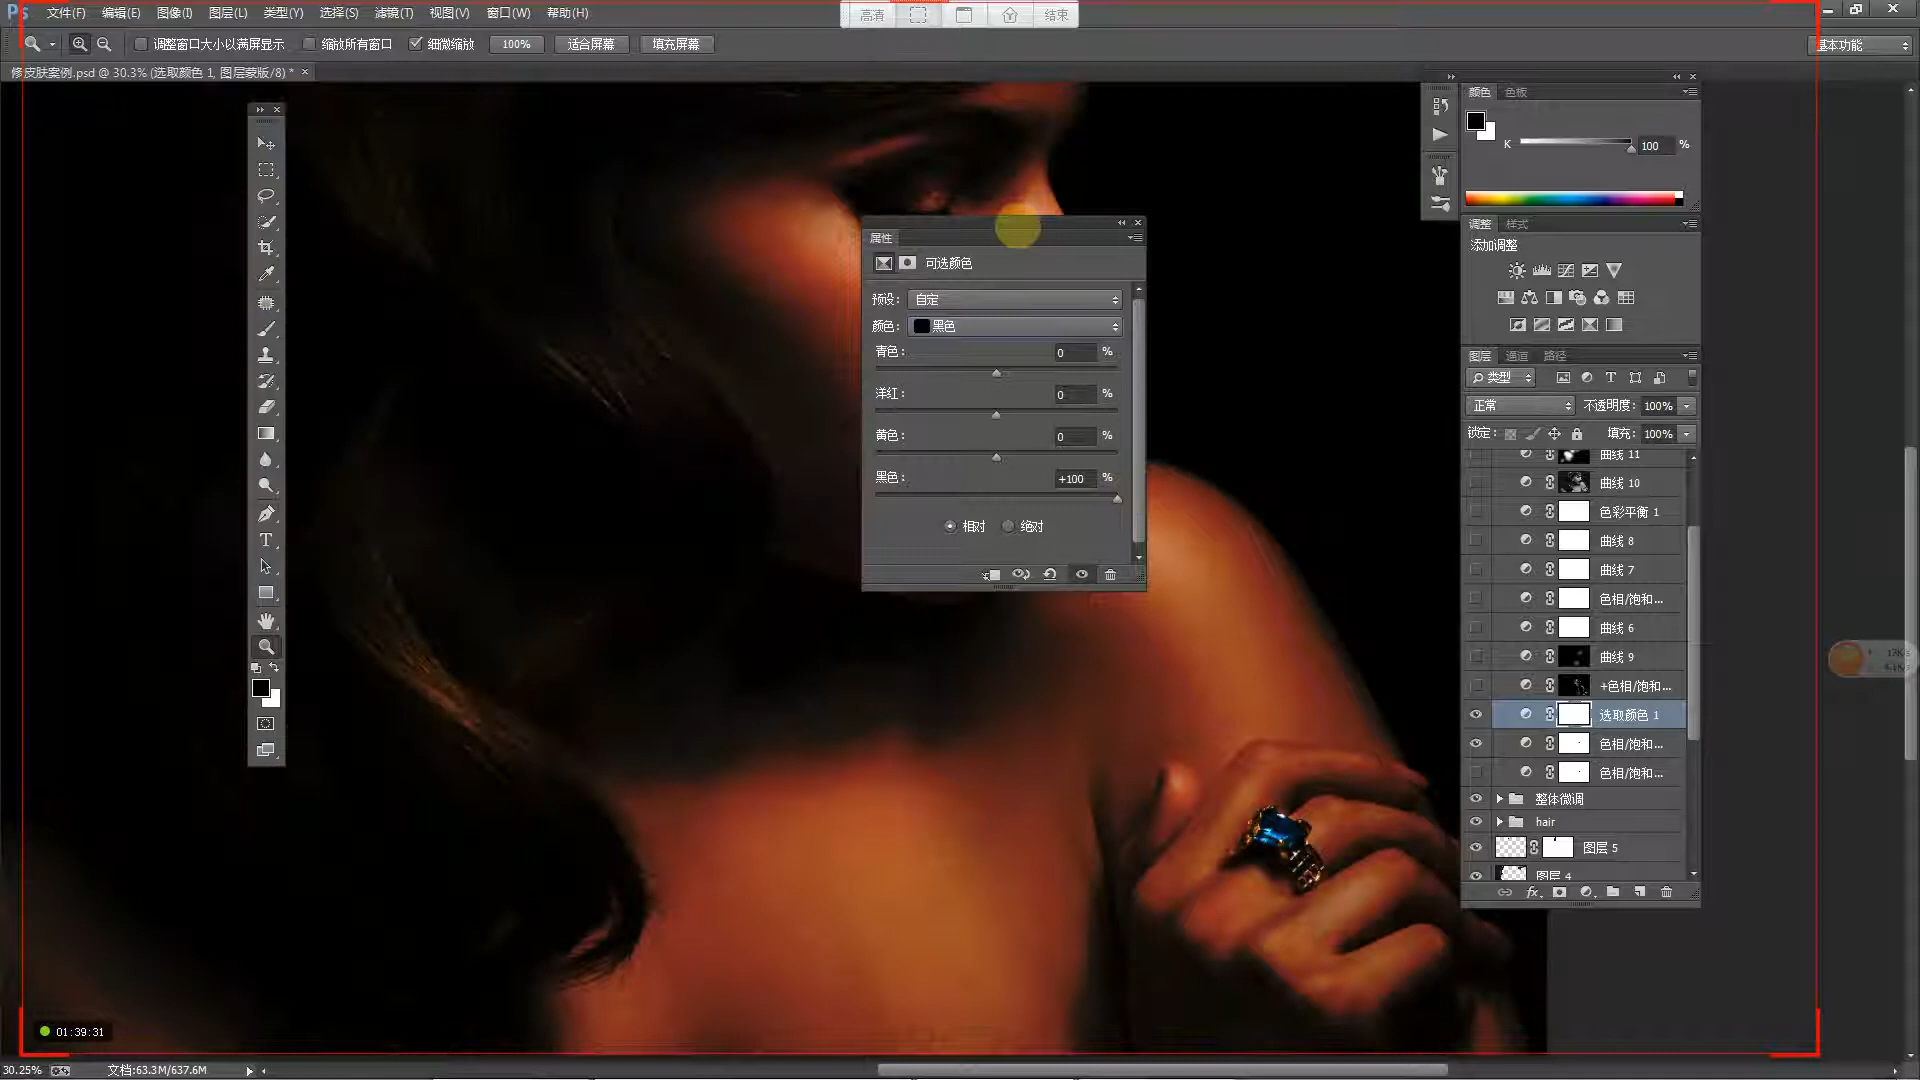 Ps 文件(F) 编辑(E) 图像(I) 图层(L) 类型(Y) 选择(S) 滤镜(T) 视图(V) 窗口(W) 帮助(H)
高清 结束
调整窗口大小以满屏显示 缩放所有窗口 细微缩放 100% 适合屏幕 填充屏幕 基本功能
修皮肤案例.psd @ 30.3% (选取颜色 1, 图层蒙版/8) * ×
颜色 色板
K 100 %
调整 样式
添加调整
图层 通道 路径
类型
正常 不透明度: 100%
锁定: 填充: 100%
曲线 11
曲线 10
色彩平衡 1
曲线 8
曲线 7
色相/饱和...
曲线 6
曲线 9
+色相/饱和...
选取颜色 1
色相/饱和...
色相/饱和...
整体微调
hair
图层 5
图层 4
属性
可选颜色
预设: 自定
颜色: 黑色
青色: 0 %
洋红: 0 %
黄色: 0 %
黑色: +100 %
相对 绝对
01:39:31
30.25% 文档:63.3M/637.6M